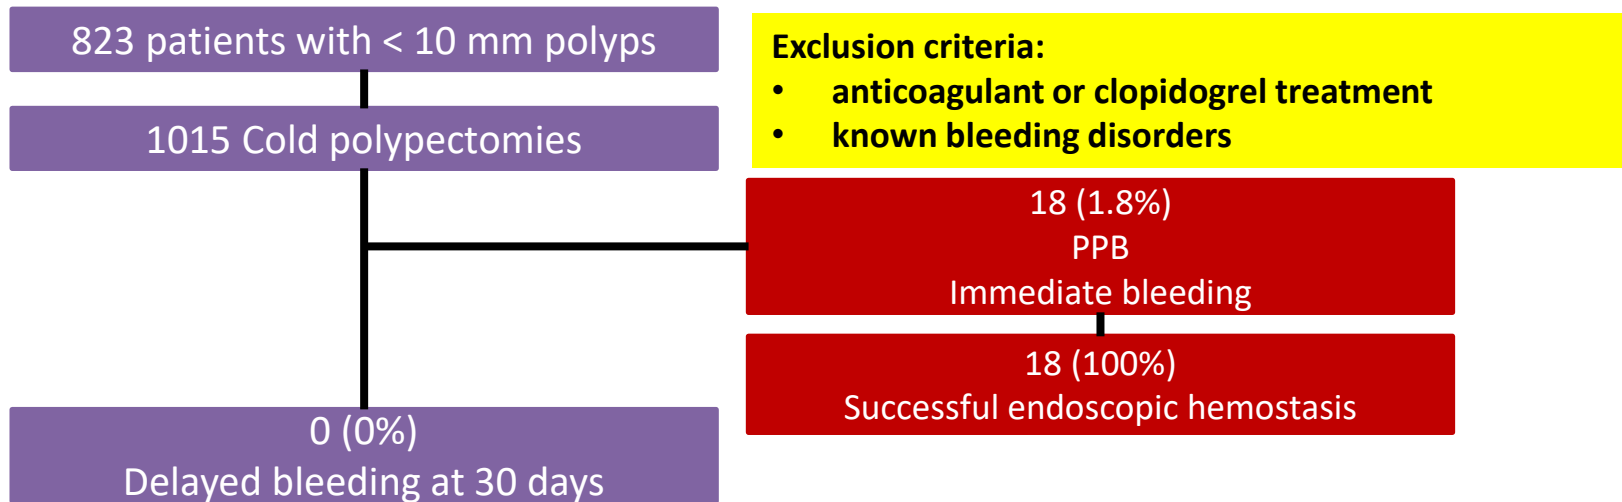 823 patients with < 10 mm polyps
1015 Cold polypectomies
Exclusion criteria:
• anticoagulant or clopidogrel treatment
• known bleeding disorders
18 (1.8%)
PPB
Immediate bleeding
18 (100%)
Successful endoscopic hemostasis
0 (0%)
Delayed bleeding at 30 days